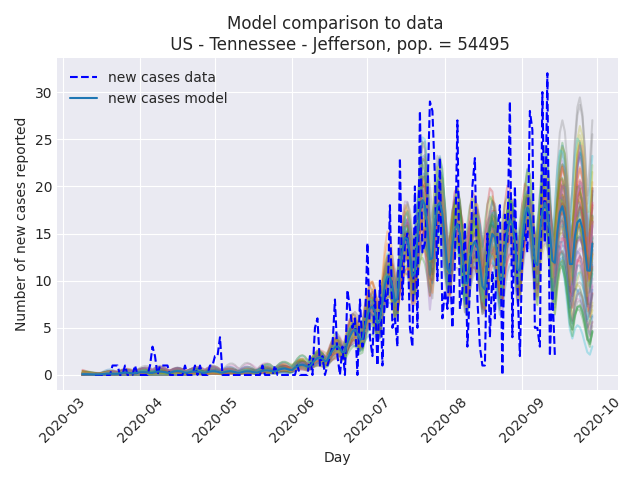 Model comparison to data
US - Tennessee - Jefferson, pop. = 54495
new cases data
new cases model
Number of new cases reported
30
25
20
15
10
5
0
2020-03
2020-04
2020-05
2020-06
2020-07
2020-08
2020-09
2020-10
Day